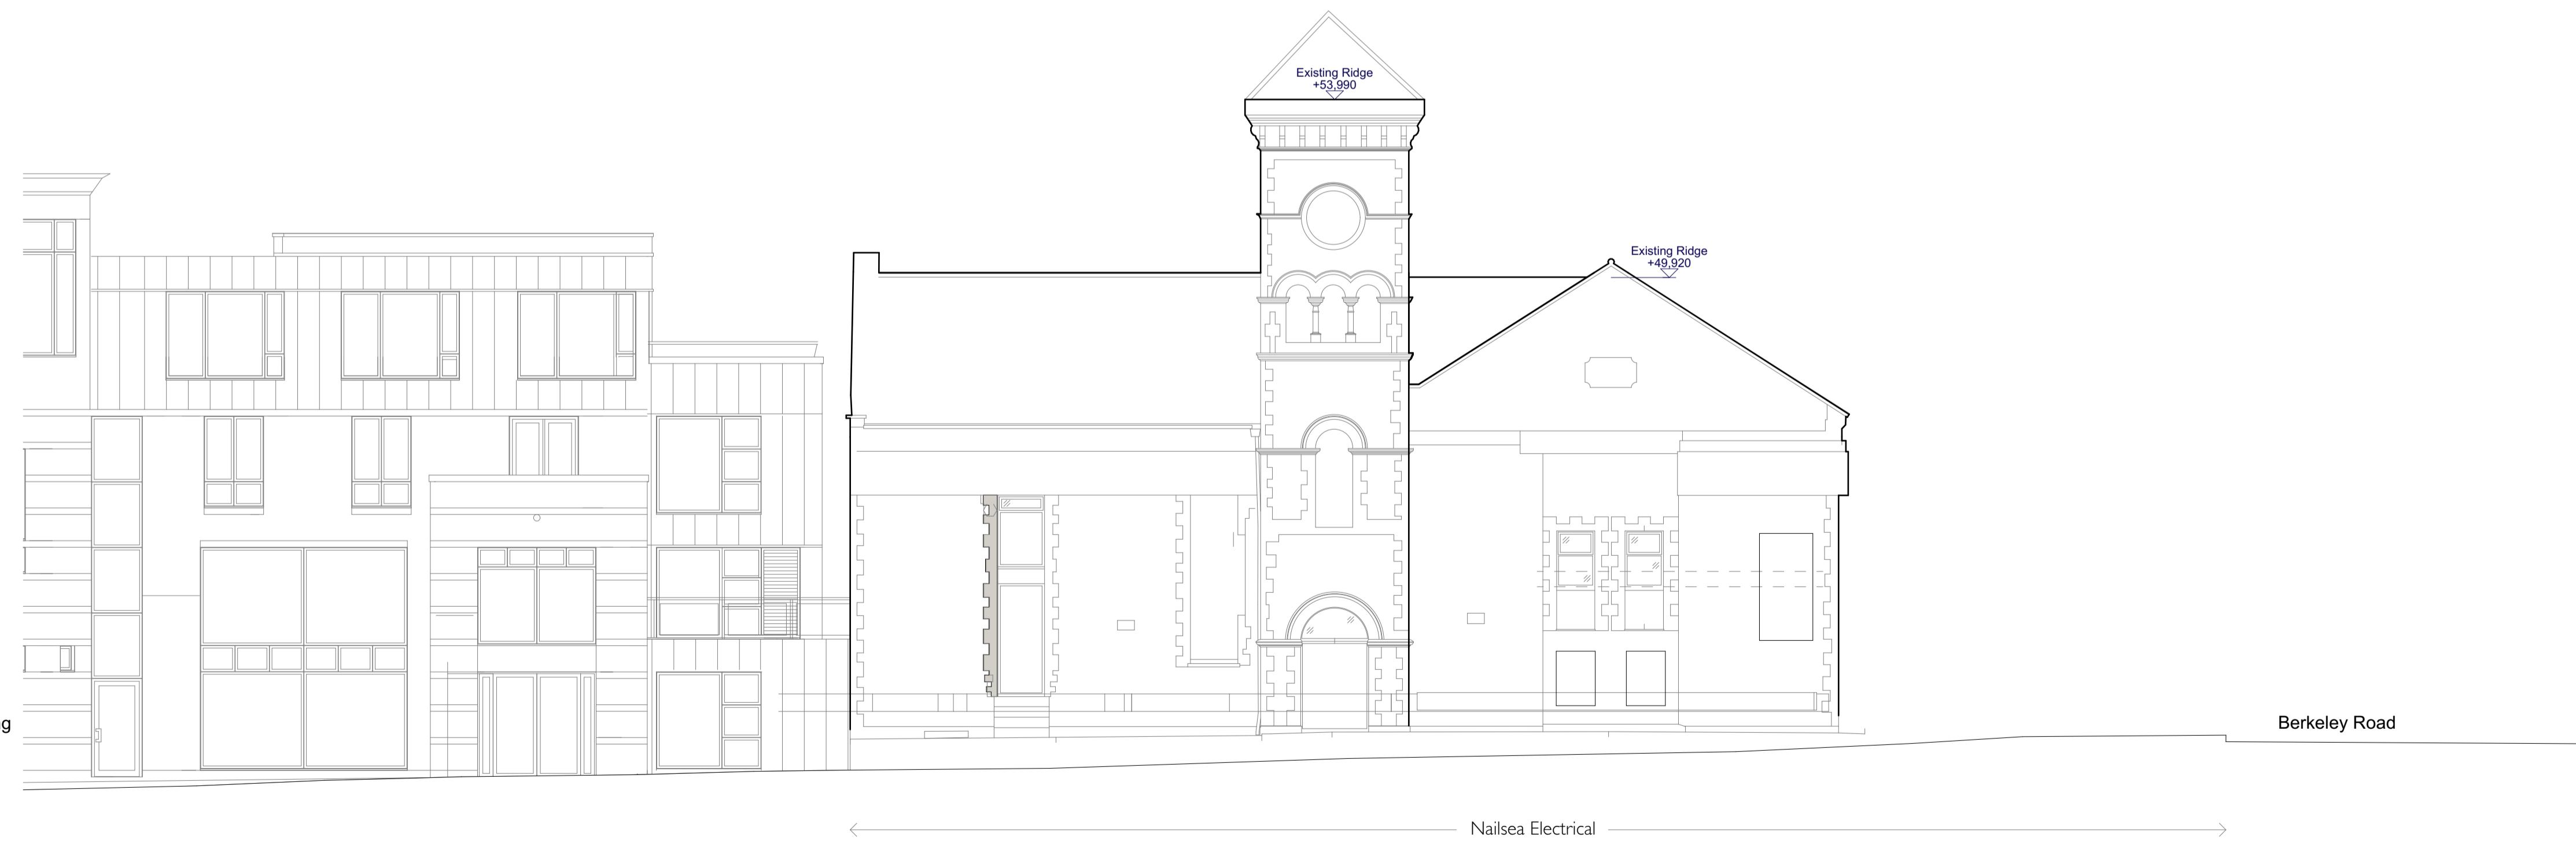 Existing Ridge
+53,990
Existing Ridge
+49,920
g
Berkeley Road
Nailsea Electrical